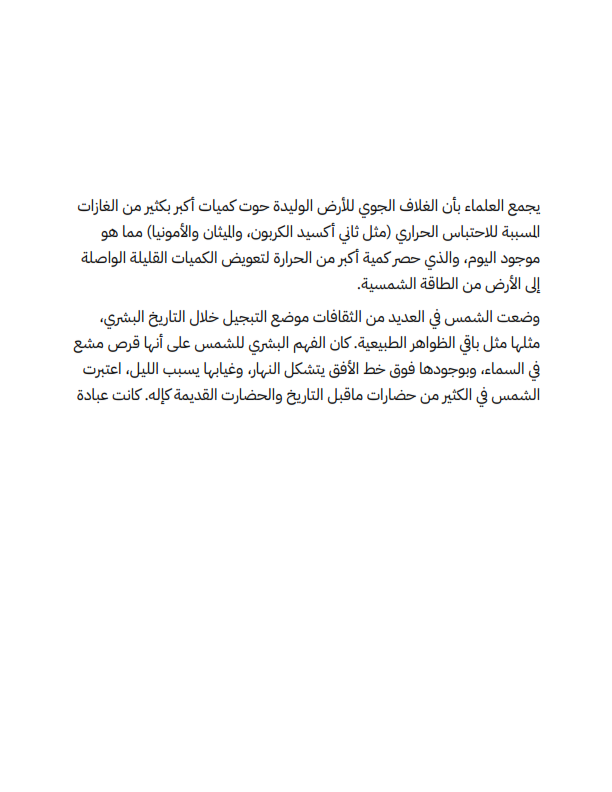 يجمع العلماء بأن الغلاف الجوي للأرض الوليدة حوت كميات أكبر بكثير من الغازات
المسببة للاحتباس الحراري (مثل ثاني أكسيد الكربون، والميثان والأمونيا) مما هو
موجود اليوم، والذي حصر كمية أكبر من الحرارة لتعويض الكميات القليلة الواصلة
إلى الأرض من الطاقة الشمسية.
وضعت الشمس في العديد من الثقافات موضع التبجيل خلال التاريخ البشري،
مثلها مثل باقي الظواهر الطبيعية. كان الفهم البشري للشمس على أنها قرص مشع
في السماء، وبوجودها فوق خط الأفق يتشكل النهار، وغيابها يسبب الليل، اعتبرت
الشمس في الكثير من حضارات ماقبل التاريخ والحضارت القديمة كإله. كانت عبادة